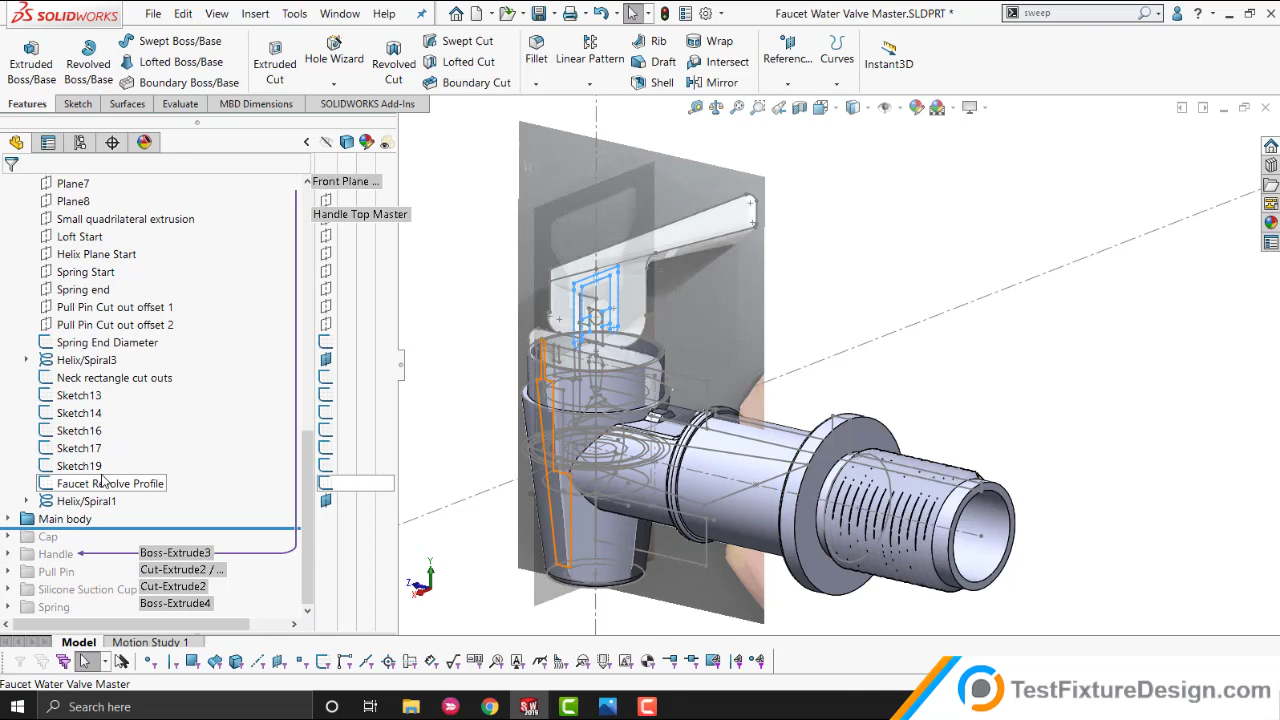 SOLIDWORKS File Edit View Insert Tools Window Help Faucet Water Valve Master.SLDPRT * sweep
Extruded Boss/Base Revolved Boss/Base Swept Boss/Base Lofted Boss/Base Boundary Boss/Base Extruded Cut Hole Wizard Revolved Cut Swept Cut Lofted Cut Boundary Cut Fillet Linear Pattern Rib Draft Shell Wrap Intersect Mirror Referenc... Curves Instant3D
Features Sketch Surfaces Evaluate MBD Dimensions SOLIDWORKS Add-Ins
Plane7
Front Plane ...
Plane8
Handle Top Master
Small quadrilateral extrusion
Loft Start
Helix Plane Start
Spring Start
Spring end
Pull Pin Cut out offset 1
Pull Pin Cut out offset 2
Spring End Diameter
Helix/Spiral3
Neck rectangle cut outs
Sketch13
Sketch14
Sketch16
Sketch17
Sketch19
Faucet Revolve Profile
Helix/Spiral1
Main body
Cap
Handle
Boss-Extrude3
Pull Pin
Cut-Extrude2 / ...
Silicone Suction Cup
Cut-Extrude2
Spring
Boss-Extrude4
Model Motion Study 1
Faucet Water Valve Master
Search here
SW 2019
TestFixtureDesign.com